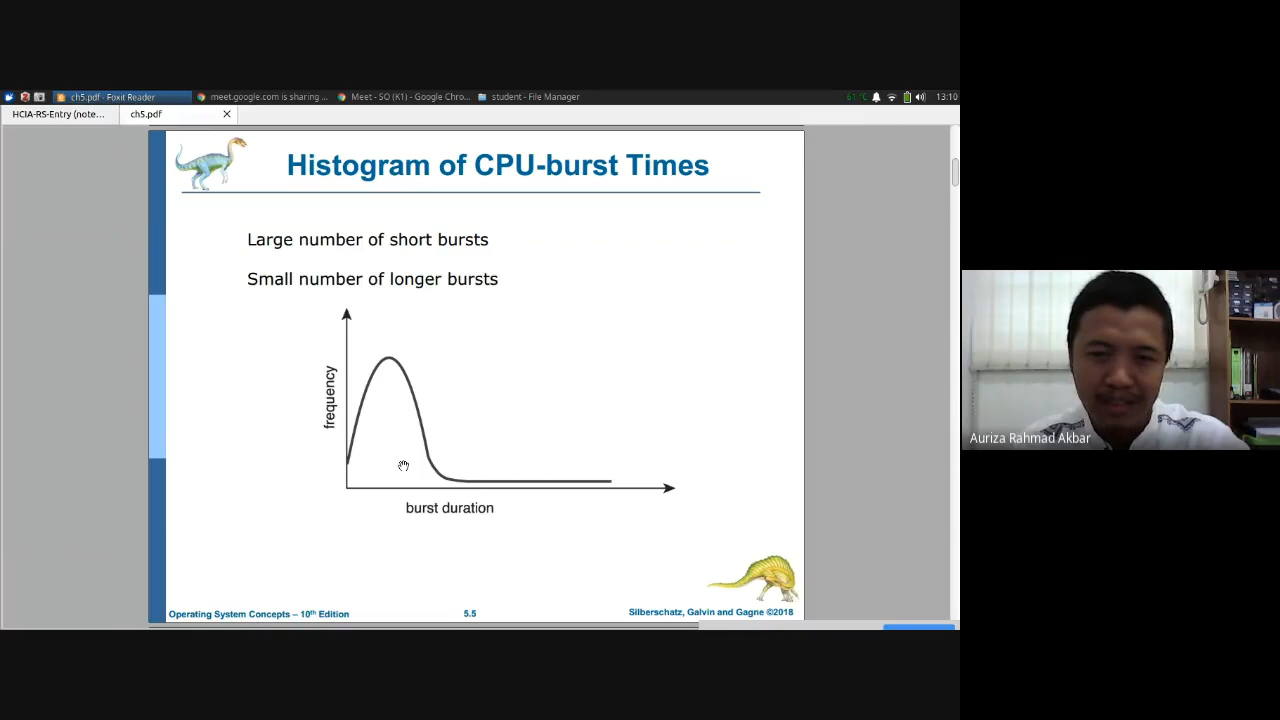 ch5.pdf - Foxit Reader
meet.google.com is sharing ...
Meet - SO (K1) - Google Chro...
student - File Manager
61°C
13:10
HCIA-RS-Entry (note...
ch5.pdf
Histogram of CPU-burst Times
Large number of short bursts
Small number of longer bursts
frequency
burst duration
Auriza Rahmad Akbar
Operating System Concepts – 10th Edition
5.5
Silberschatz, Galvin and Gagne ©2018